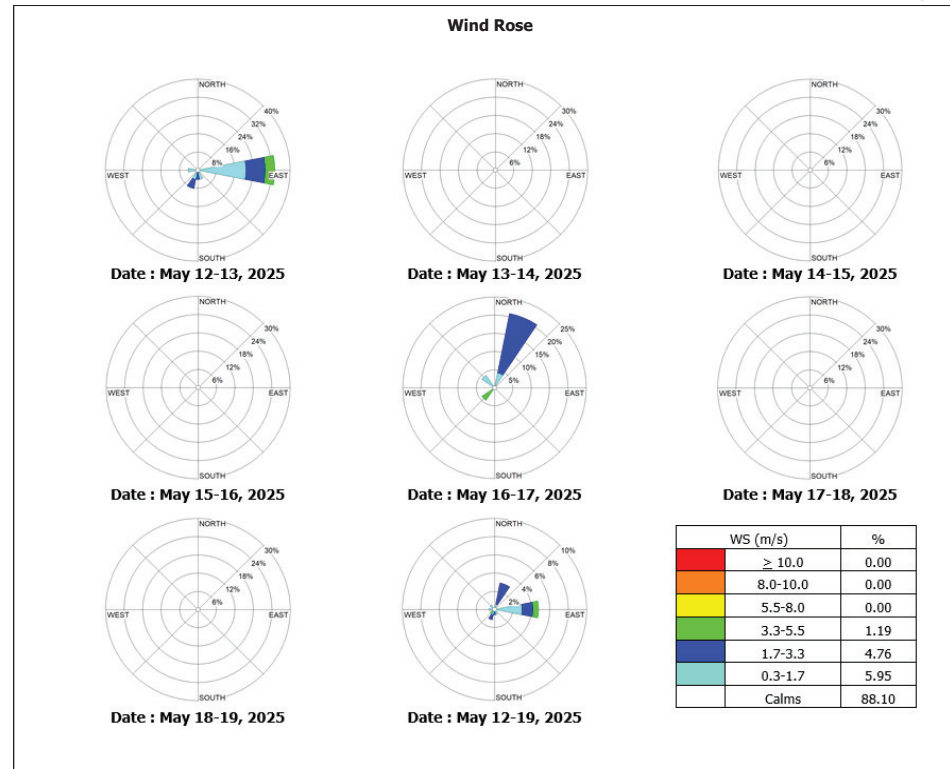 Wind Rose
NORTH
40%
32%
24%
16%
8%
WEST
EAST
SOUTH
Date : May 12-13, 2025
NORTH
30%
24%
18%
12%
6%
WEST
EAST
SOUTH
Date : May 13-14, 2025
NORTH
30%
24%
18%
12%
6%
WEST
EAST
SOUTH
Date : May 14-15, 2025
NORTH
30%
24%
18%
12%
6%
WEST
EAST
SOUTH
Date : May 15-16, 2025
NORTH
25%
20%
15%
10%
5%
WEST
EAST
SOUTH
Date : May 16-17, 2025
NORTH
30%
24%
18%
12%
6%
WEST
EAST
SOUTH
Date : May 17-18, 2025
NORTH
30%
24%
18%
12%
6%
WEST
EAST
SOUTH
Date : May 18-19, 2025
NORTH
10%
8%
6%
4%
2%
WEST
EAST
SOUTH
Date : May 12-19, 2025
WS (m/s) %
≥ 10.0 0.00
8.0-10.0 0.00
5.5-8.0 0.00
3.3-5.5 1.19
1.7-3.3 4.76
0.3-1.7 5.95
Calms 88.10